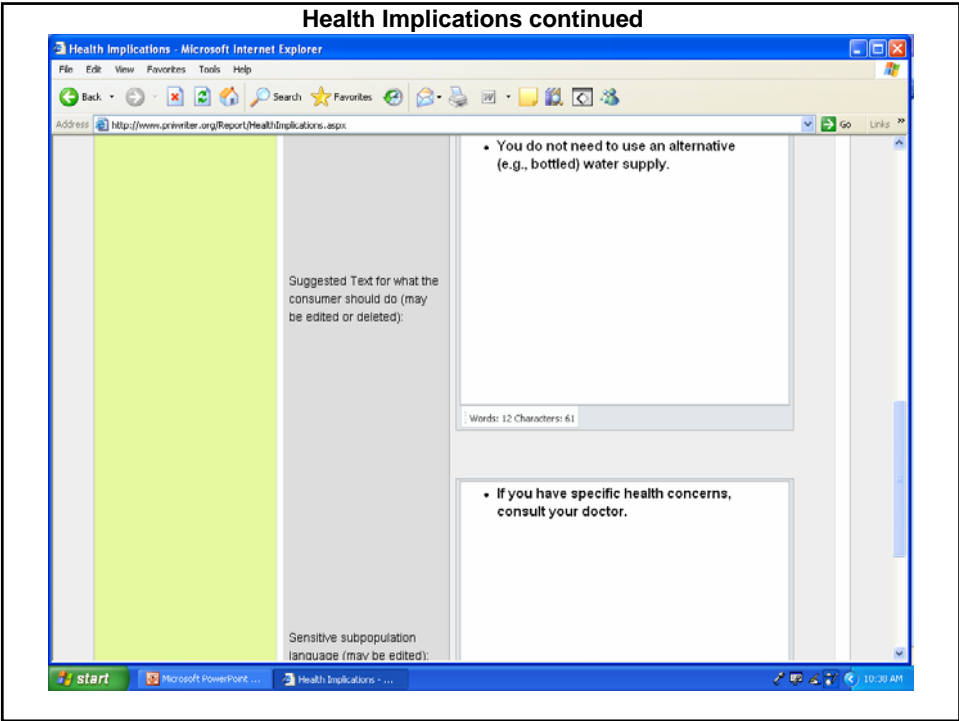 Health Implications continued
Health Implications - Microsoft Internet Explorer
File Edit View Favorites Tools Help
Back Search Favorites
Address http://www.pniwriter.org/Report/HealthImplications.aspx Go Links »
• You do not need to use an alternative
(e.g., bottled) water supply.
Suggested Text for what the
consumer should do (may
be edited or deleted):
Words: 12 Characters: 61
• If you have specific health concerns,
consult your doctor.
Sensitive subpopulation
language (may be edited):
start Microsoft PowerPoint ... Health Implications - ... 10:38 AM